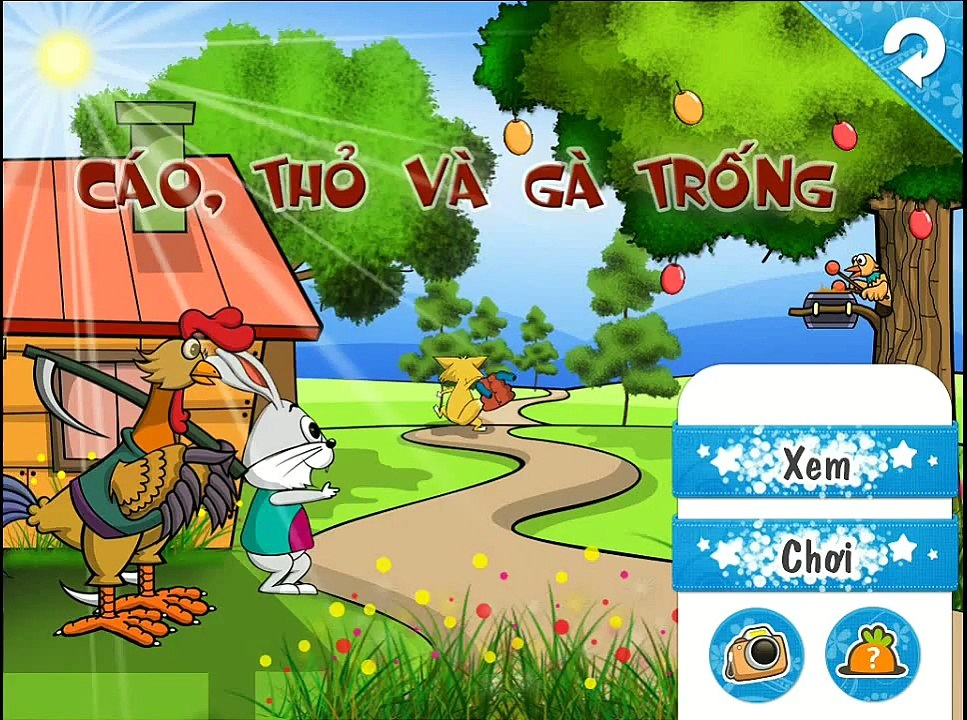 CÁO, THỎ VÀ GÀ TRỐNG
Xem
Chơi
?